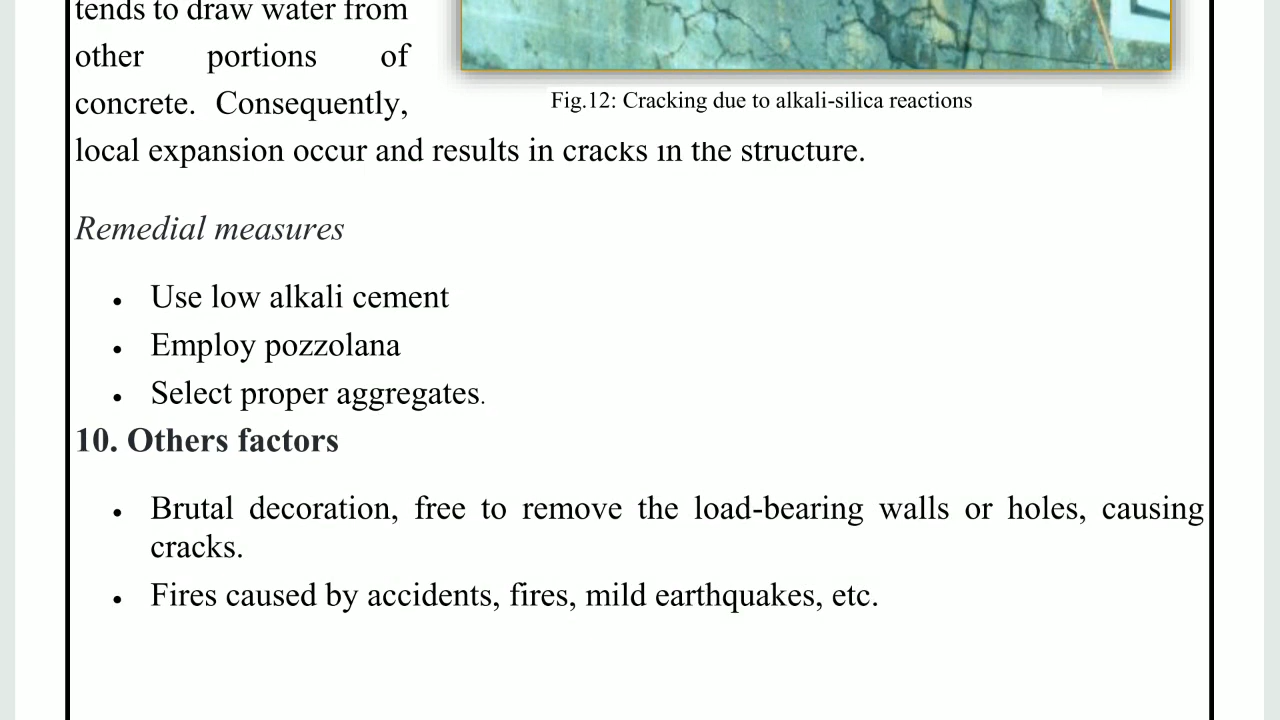 tends to draw water from
other portions of
concrete. Consequently,
Fig.12: Cracking due to alkali-silica reactions
local expansion occur and results in cracks in the structure.
Remedial measures
• Use low alkali cement
• Employ pozzolana
• Select proper aggregates.
10. Others factors
• Brutal decoration, free to remove the load-bearing walls or holes, causing
cracks.
• Fires caused by accidents, fires, mild earthquakes, etc.